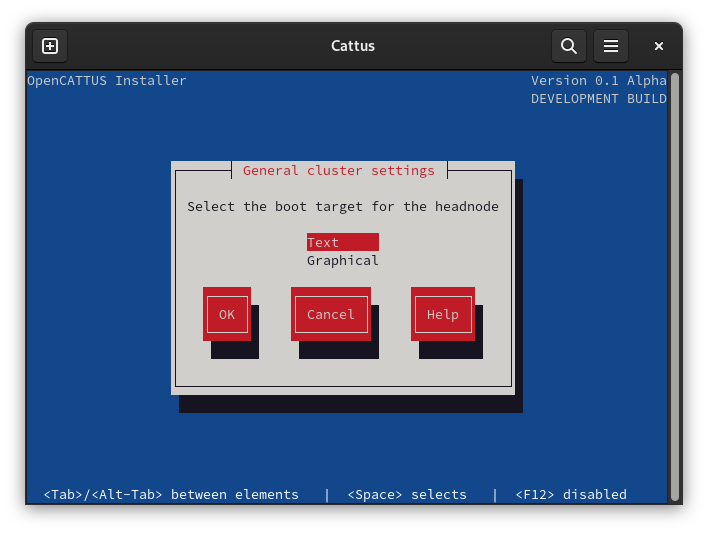 Cattus
OpenCATTUS Installer
Version 0.1 Alpha
DEVELOPMENT BUILD
General cluster settings
Select the boot target for the headnode
Text
Graphical
OK Cancel Help
<Tab>/<Alt-Tab> between elements | <Space> selects | <F12> disabled